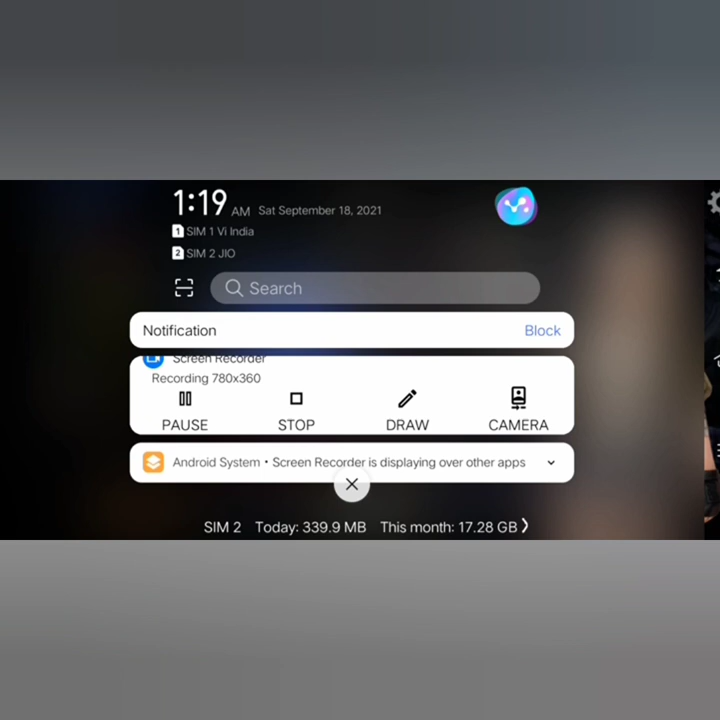 1:19 AM Sat September 18, 2021
1 SIM 1 Vi India
2 SIM 2 JIO
Search
Notification Block
Screen Recorder
Recording 780x360
PAUSE STOP DRAW CAMERA
Android System • Screen Recorder is displaying over other apps
SIM 2 Today: 339.9 MB This month: 17.28 GB